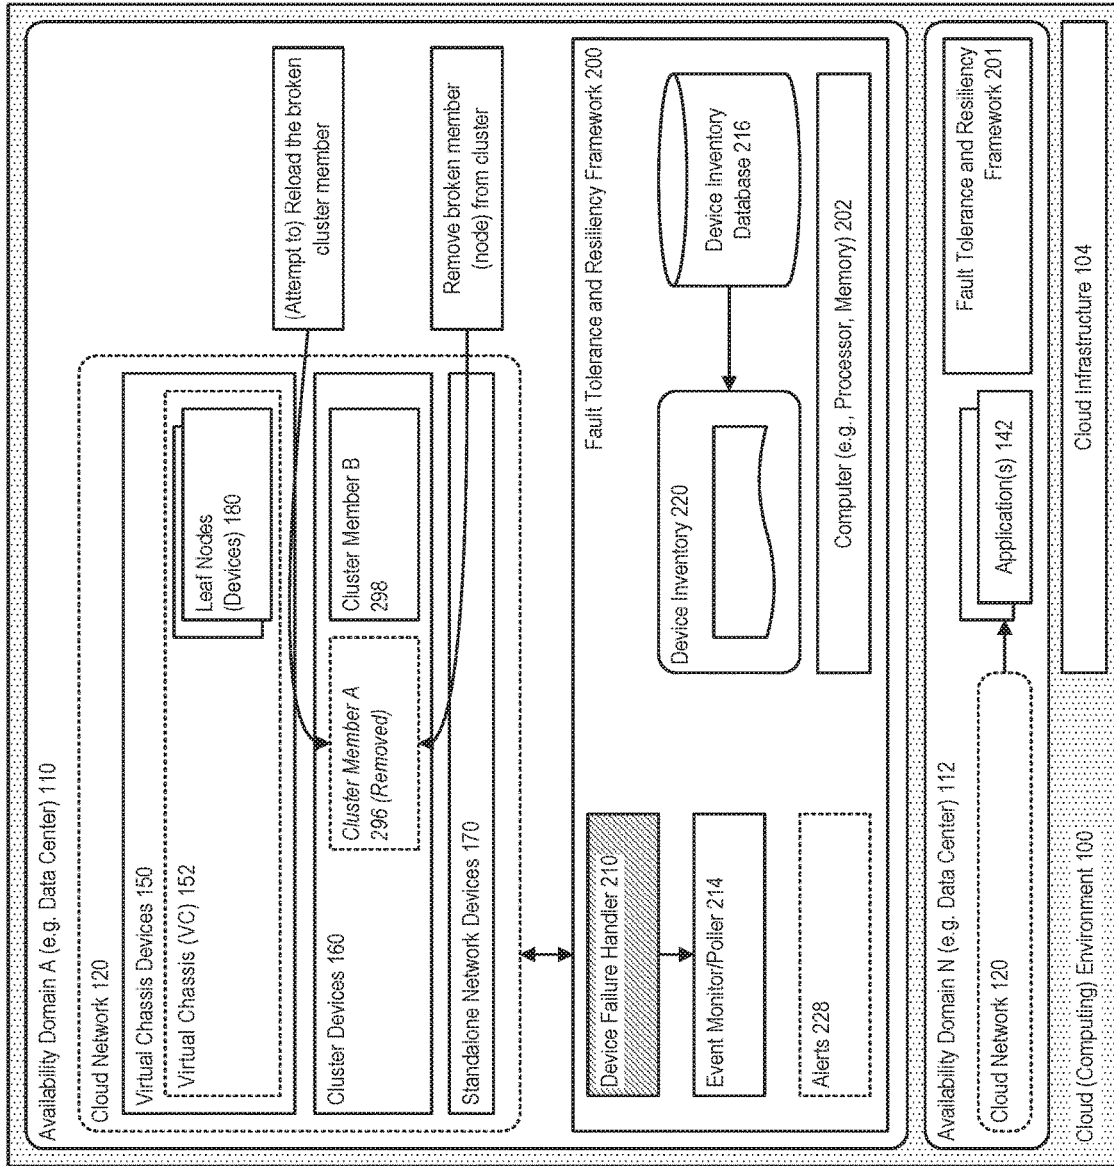 Availability Domain A (e.g. Data Center) 110
Cloud Network 120
Virtual Chassis Devices 150
Virtual Chassis (VC) 152
Leaf Nodes
(Devices) 180
(Attempt to) Reload the broken
cluster member
Cluster Devices 160
Cluster Member A
296 (Removed)
Cluster Member B
298
Remove broken member
(node) from cluster
Standalone Network Devices 170
Fault Tolerance and Resiliency Framework 200
Device Failure Handler 210
Event Monitor/Poller 214
Alerts 228
Device Inventory 220
Device Inventory
Database 216
Computer (e.g., Processor, Memory) 202
Availability Domain N (e.g. Data Center) 112
Cloud Network 120
Application(s) 142
Fault Tolerance and Resiliency
Framework 201
Cloud (Computing) Environment 100
Cloud Infrastructure 104